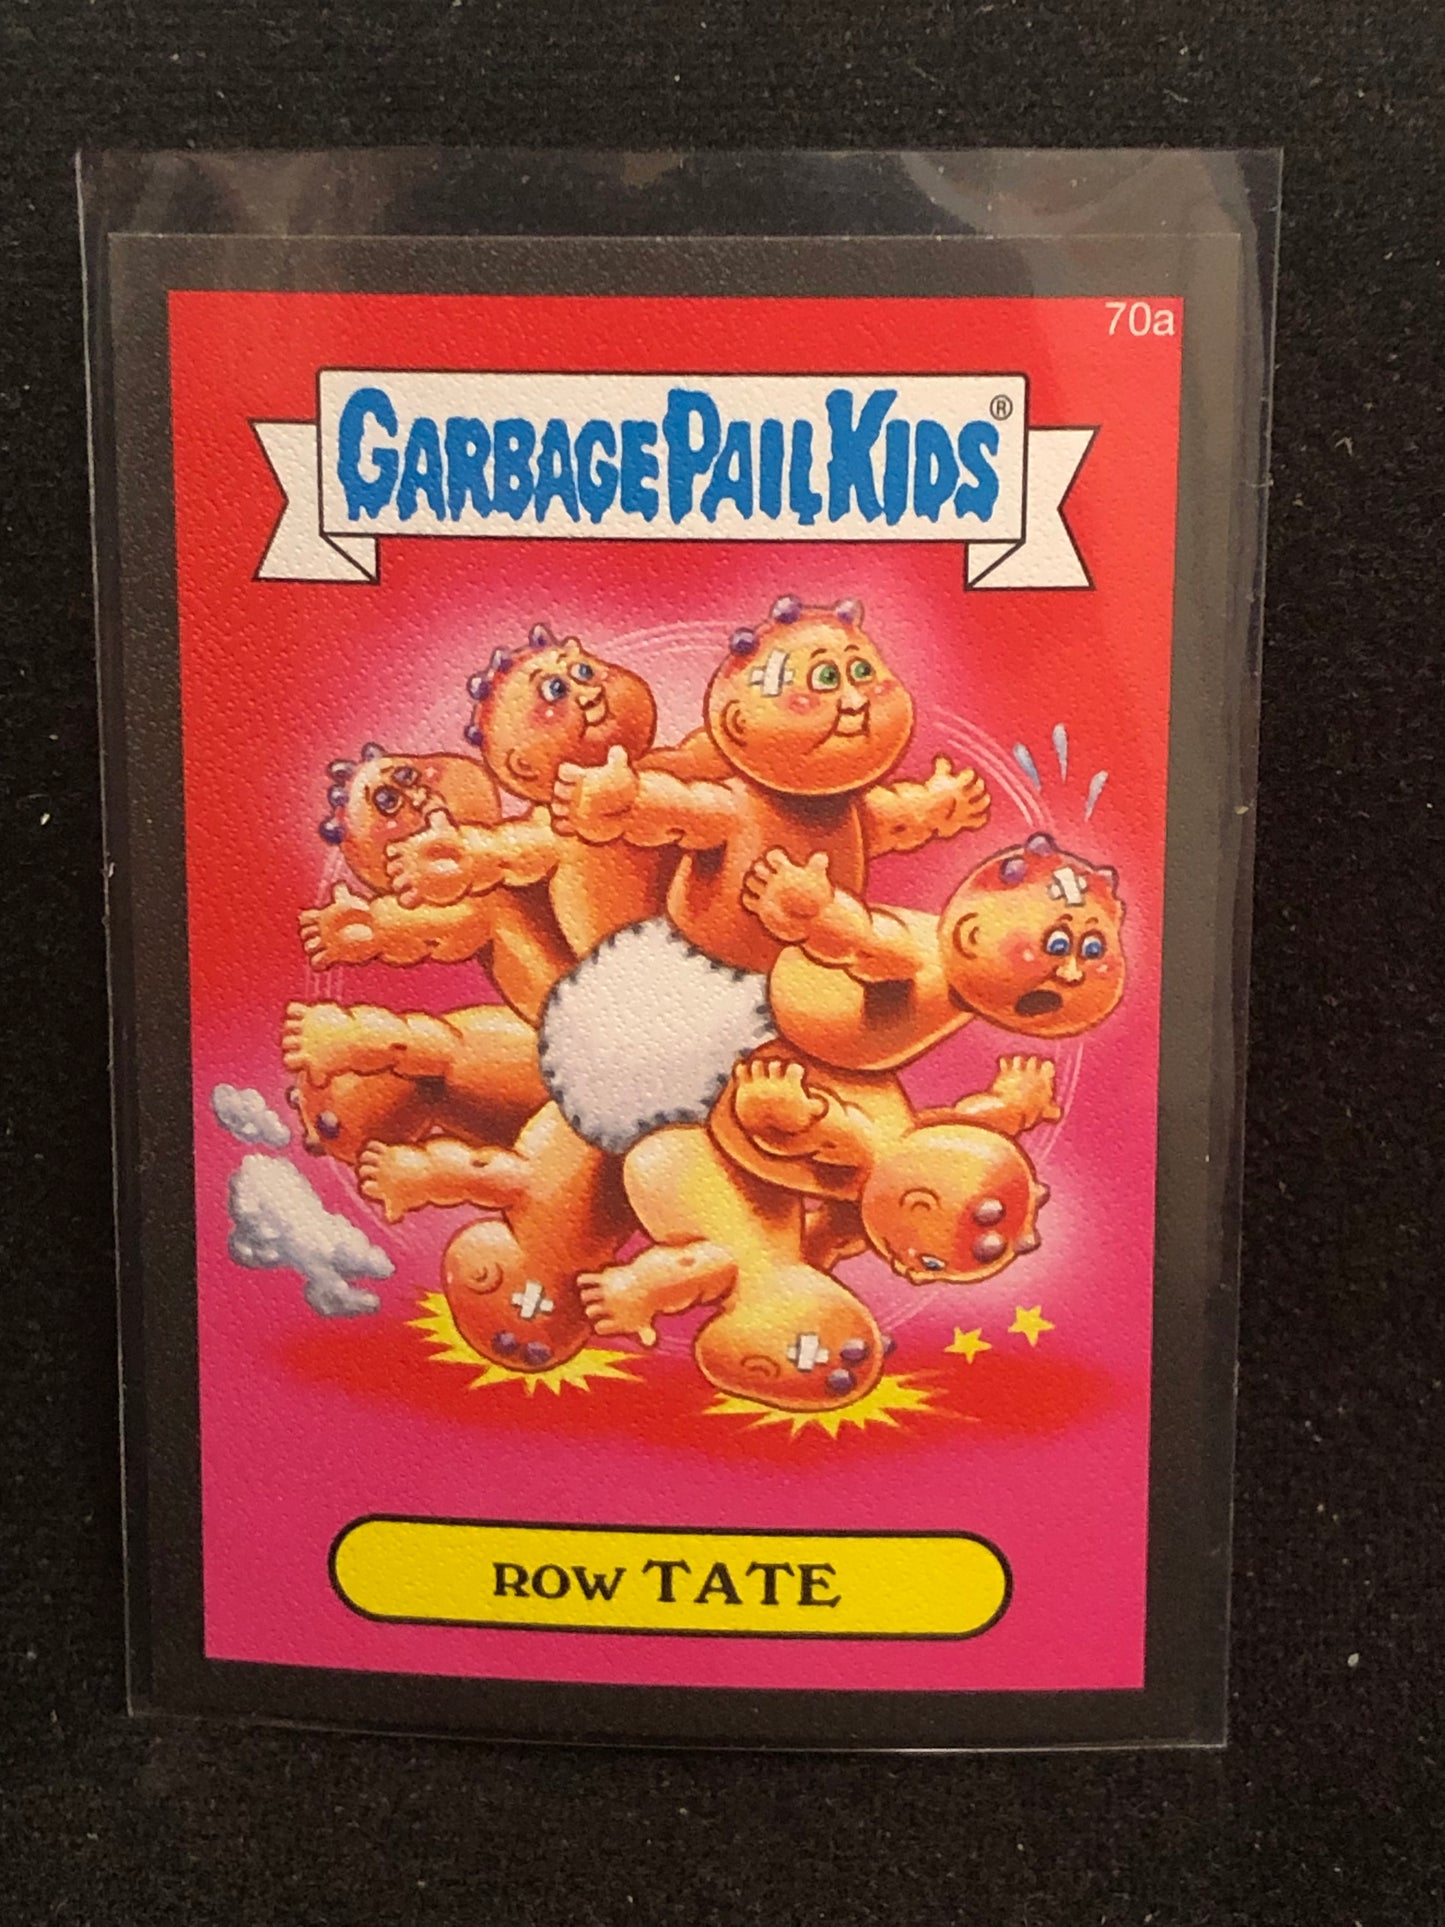 70a
GARBAGE PAIL KIDS®
ROW TATE